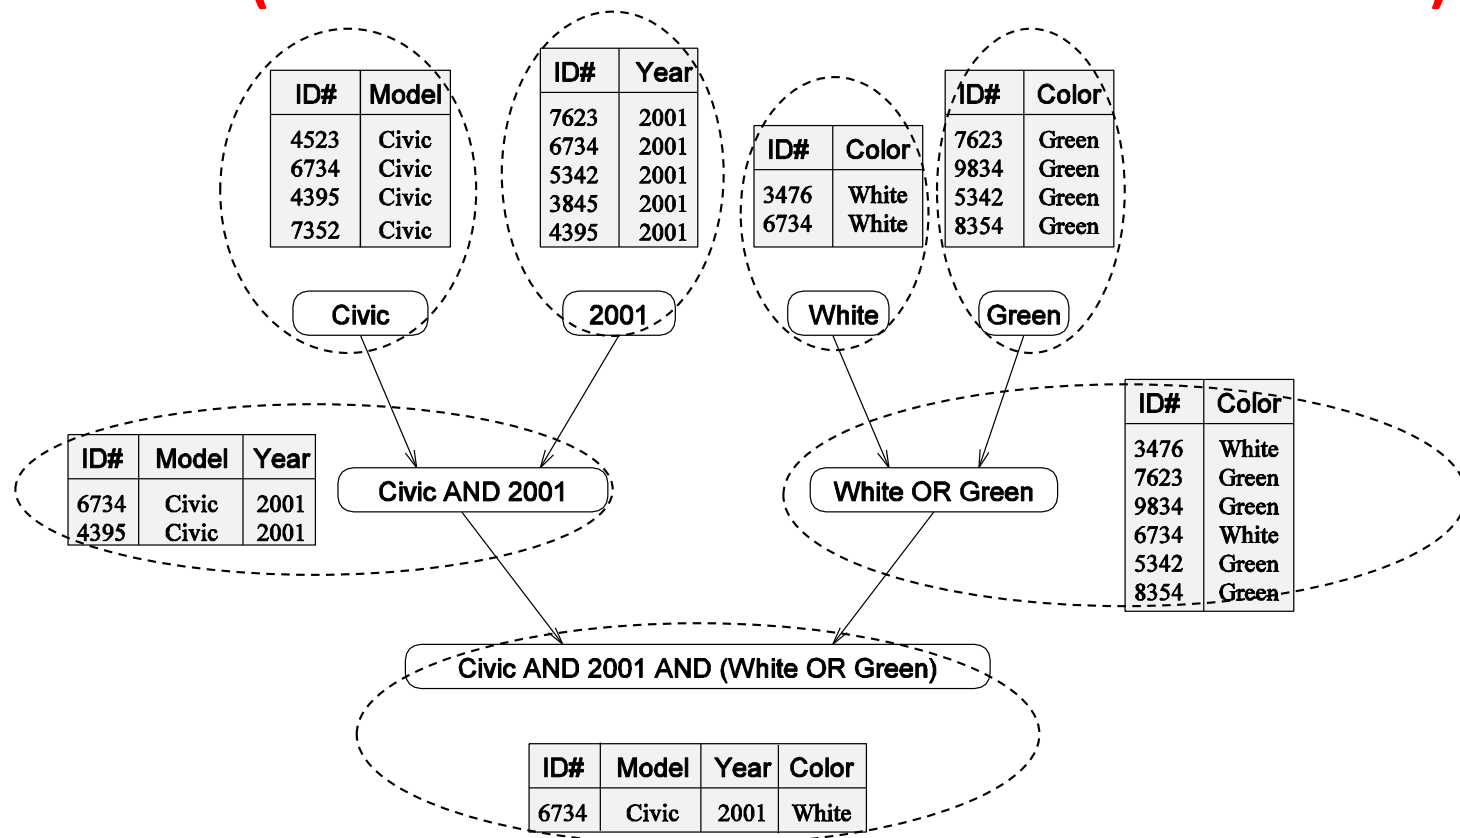 ID# Model
4523 Civic
6734 Civic
4395 Civic
7352 Civic
ID# Year
7623 2001
6734 2001
5342 2001
3845 2001
4395 2001
ID# Color
3476 White
6734 White
ID# Color
7623 Green
9834 Green
5342 Green
8354 Green
Civic
2001
White
Green
ID# Model Year
6734 Civic 2001
4395 Civic 2001
Civic AND 2001
White OR Green
ID# Color
3476 White
7623 Green
9834 Green
6734 White
5342 Green
8354 Green
Civic AND 2001 AND (White OR Green)
ID# Model Year Color
6734 Civic 2001 White